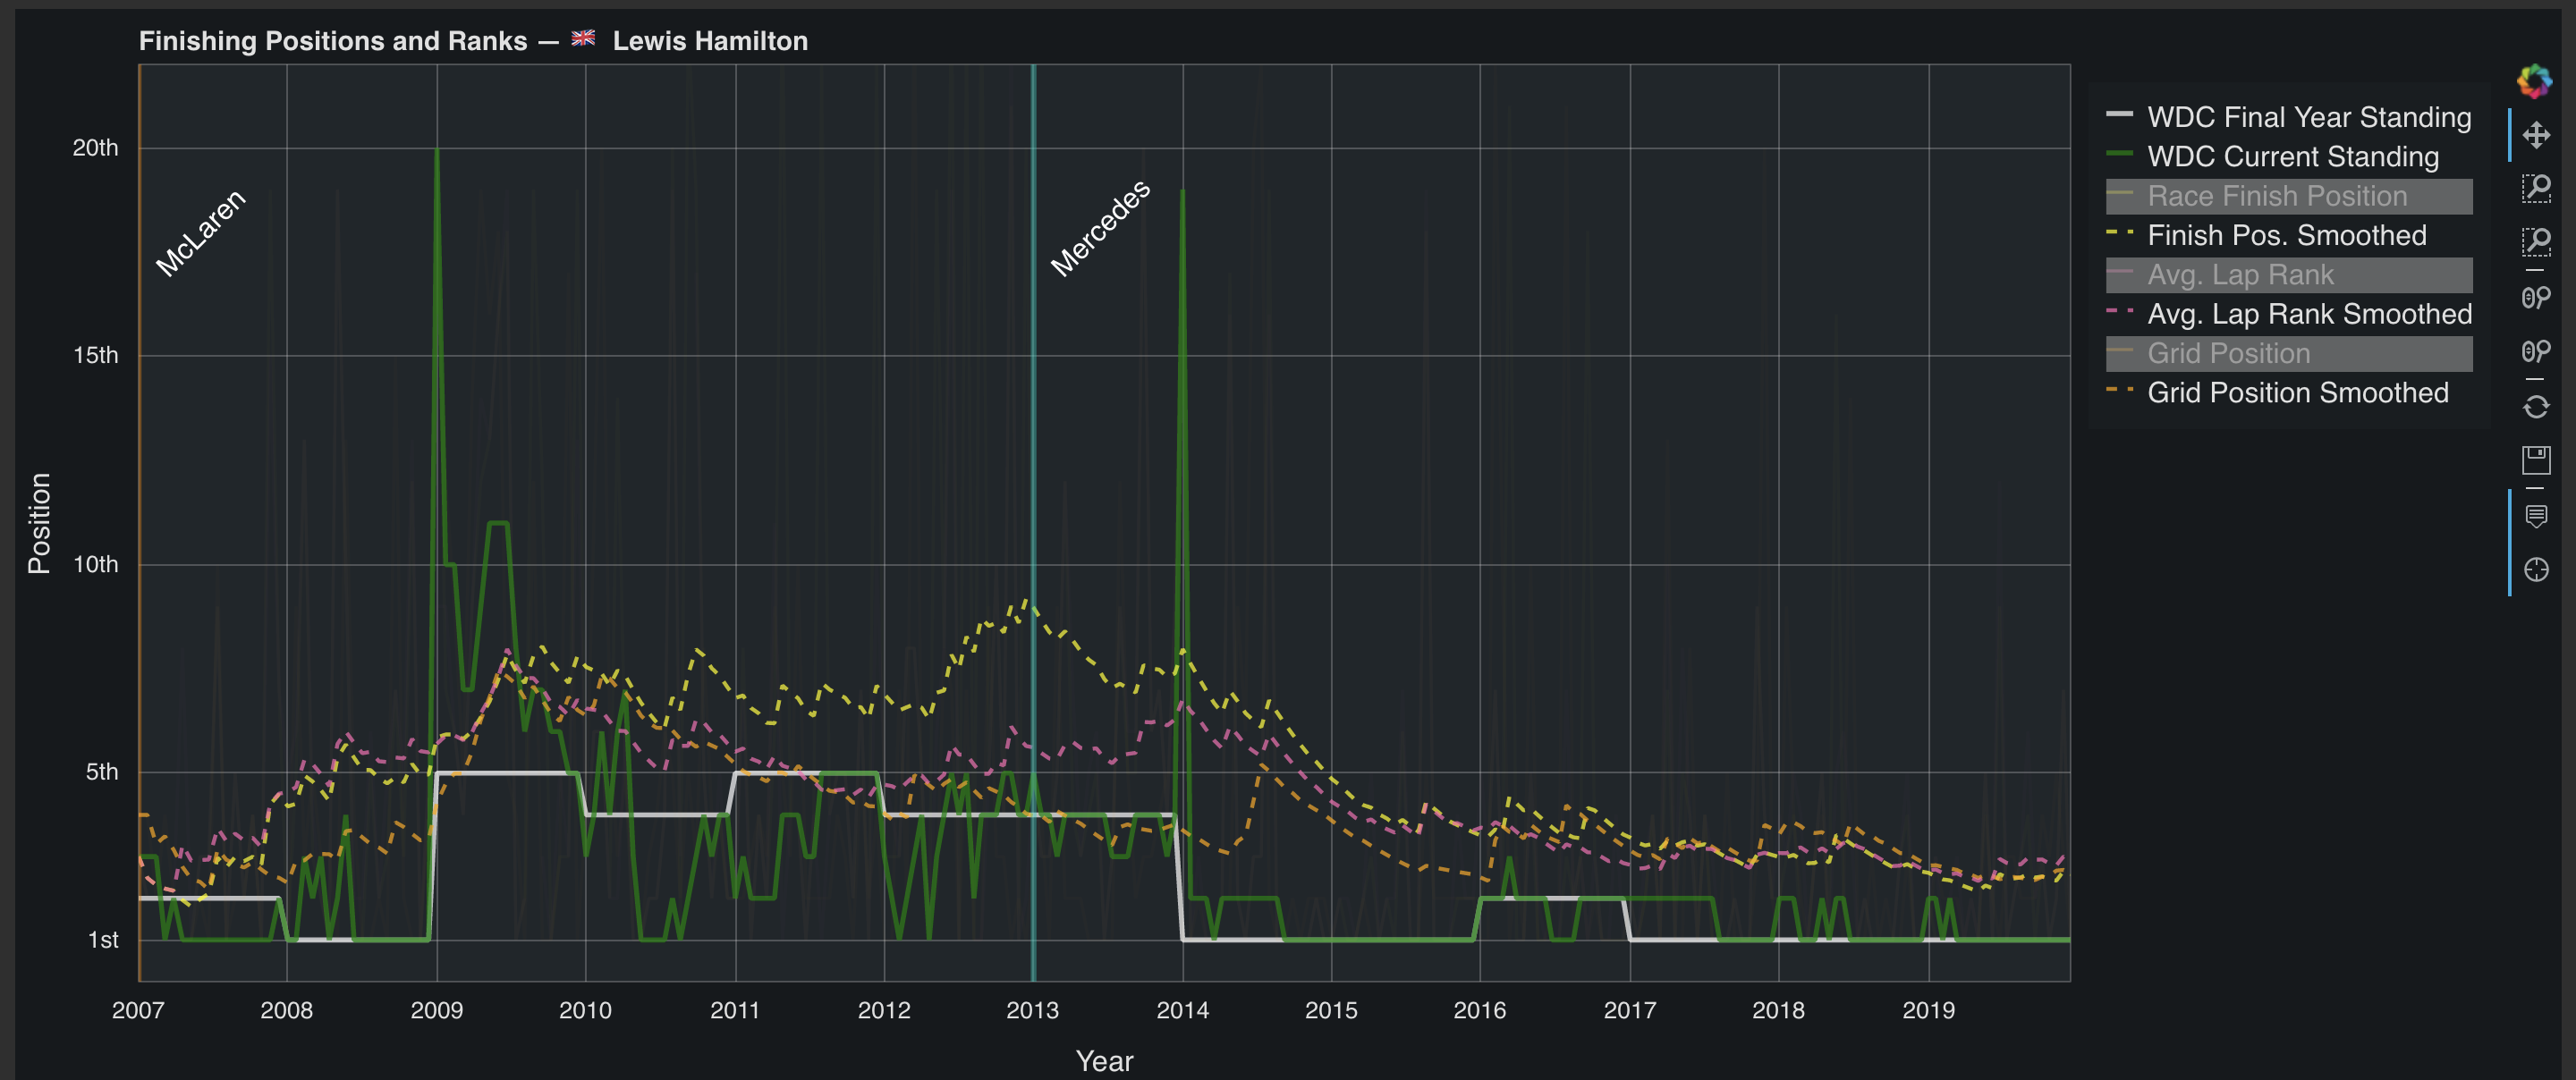 Finishing Positions and Ranks — 🇬🇧 Lewis Hamilton
20th
15th
10th
5th
1st
Position
McLaren
Mercedes
2007 2008 2009 2010 2011 2012 2013 2014 2015 2016 2017 2018 2019
Year
WDC Final Year Standing
WDC Current Standing
Race Finish Position
Finish Pos. Smoothed
Avg. Lap Rank
Avg. Lap Rank Smoothed
Grid Position
Grid Position Smoothed